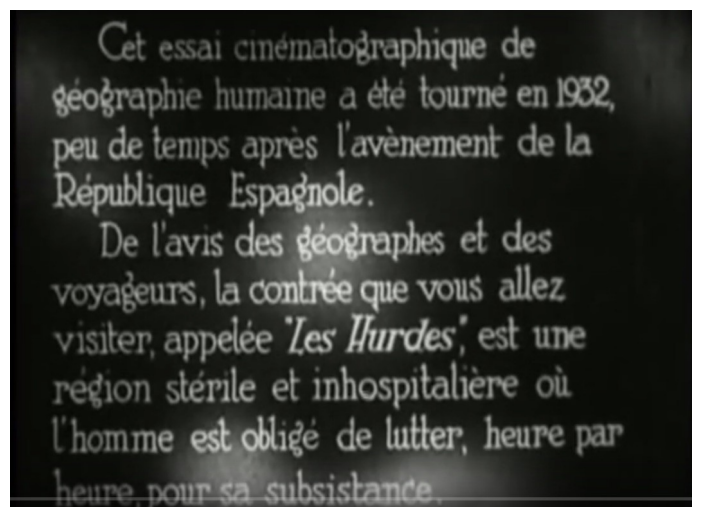 Cet essai cinématographique de
géographie humaine a été tourné en 1932,
peu de temps après l'avènement de la
République Espagnole.
De l'avis des géographes et des
voyageurs, la contrée que vous allez
visiter, appelée "Les Hurdes", est une
région stérile et inhospitalière où
l'homme est obligé de lutter, heure par
heure, pour sa subsistance.